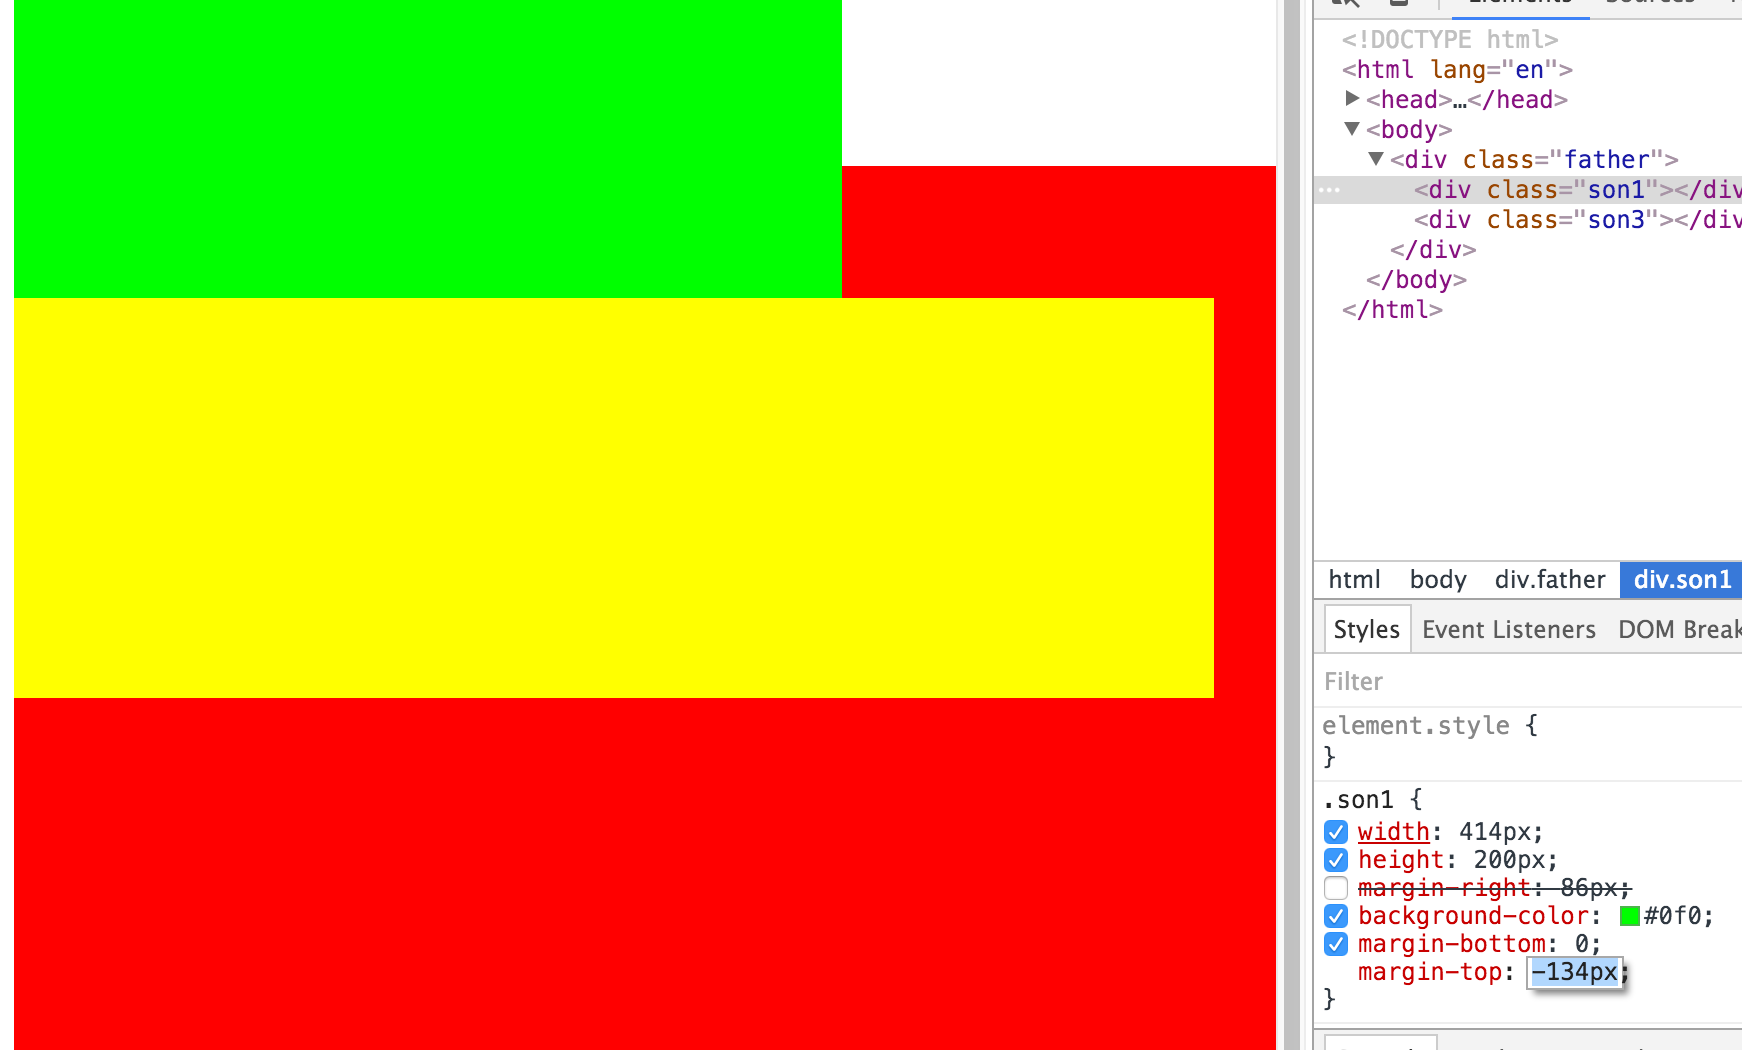 Elements Sources
<!DOCTYPE html>
<html lang="en">
<head>…</head>
<body>
<div class="father">
<div class="son1"></div
<div class="son3"></div
</div>
</body>
</html>
html body div.father div.son1
Styles Event Listeners DOM Break
Filter
element.style {
}
.son1 {
width: 414px;
height: 200px;
margin-right: 86px;
background-color: #0f0;
margin-bottom: 0;
margin-top: -134px;
}